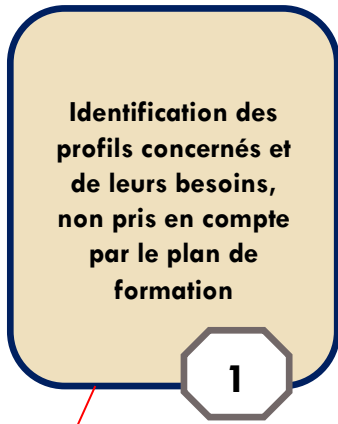 Identification des
profils concernés et
de leurs besoins,
non pris en compte
par le plan de
formation
1